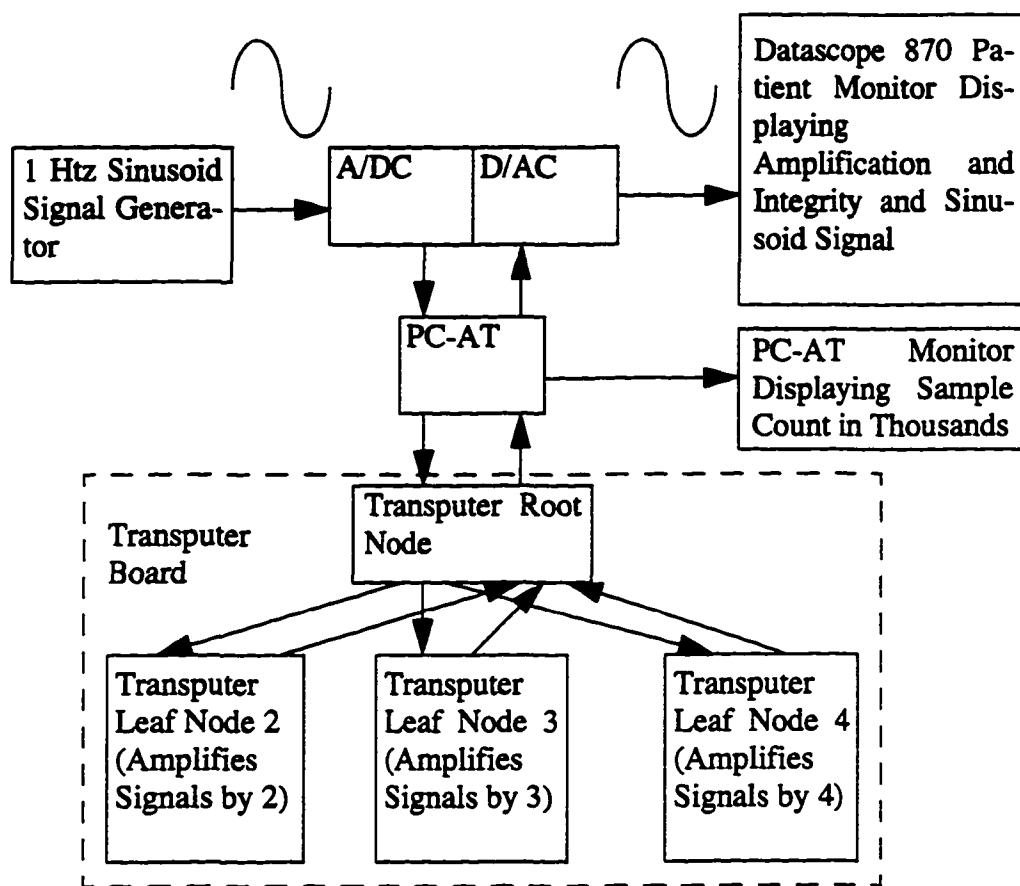 1 Htz Sinusoid
Signal Genera-
tor
A/DC
D/AC
Datascope 870 Pa-
tient Monitor Dis-
playing
Amplification and
Integrity and Sinu-
soid Signal
PC-AT
PC-AT Monitor
Displaying Sample
Count in Thousands
Transputer
Board
Transputer Root
Node
Transputer
Leaf Node 2
(Amplifies
Signals by 2)
Transputer
Leaf Node 3
(Amplifies
Signals by 3)
Transputer
Leaf Node 4
(Amplifies
Signals by 4)